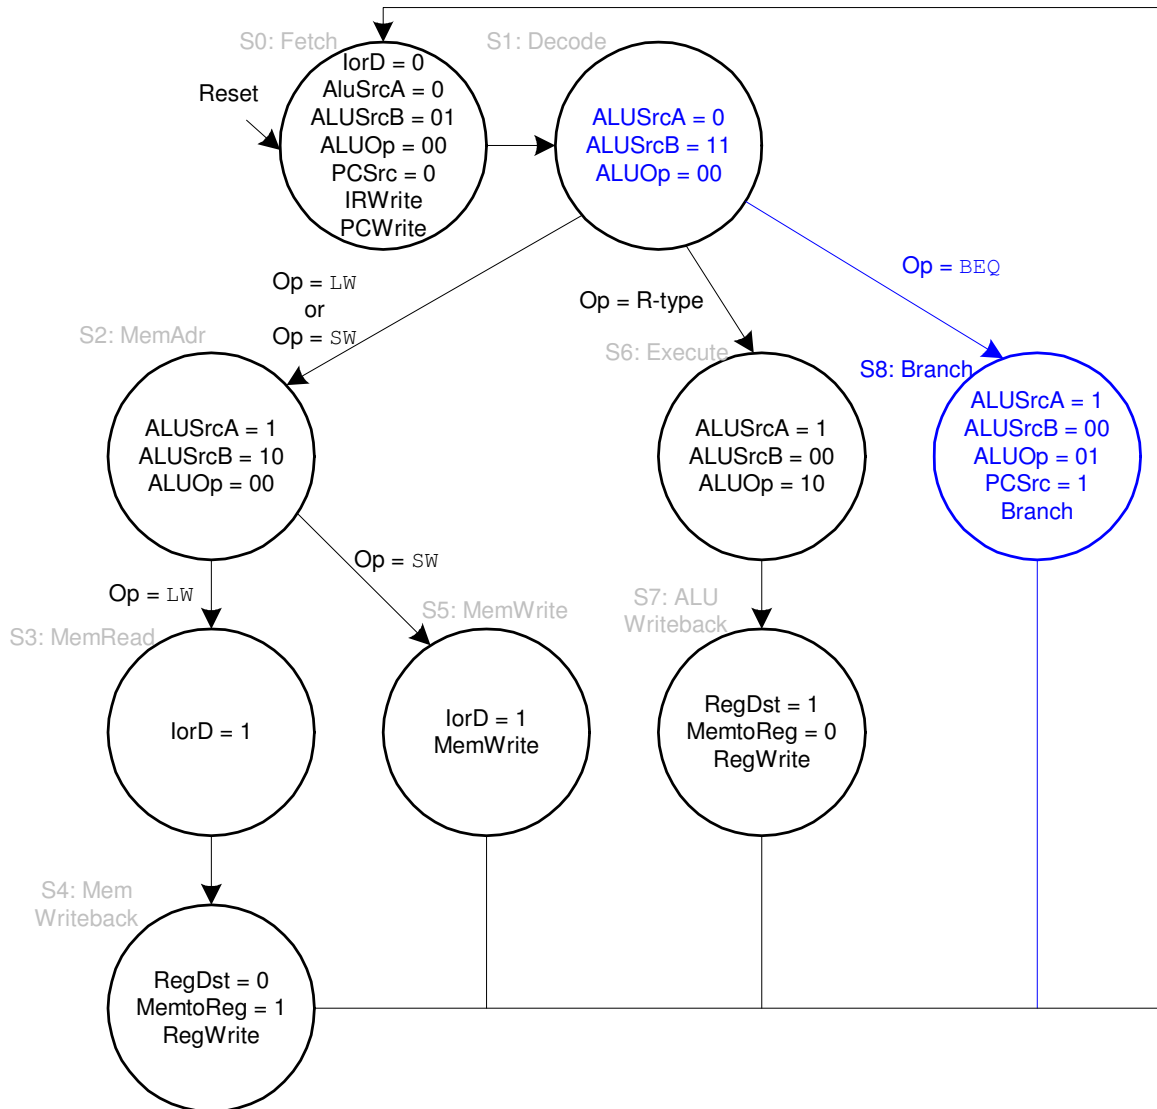 S0: Fetch
S1: Decode
Reset
IorD = 0
AluSrcA = 0
ALUSrcB = 01
ALUOp = 00
PCSrc = 0
IRWrite
PCWrite
ALUSrcA = 0
ALUSrcB = 11
ALUOp = 00
Op = LW
or
Op = SW
Op = R-type
Op = BEQ
S2: MemAdr
S6: Execute
S8: Branch
ALUSrcA = 1
ALUSrcB = 10
ALUOp = 00
ALUSrcA = 1
ALUSrcB = 00
ALUOp = 10
ALUSrcA = 1
ALUSrcB = 00
ALUOp = 01
PCSrc = 1
Branch
Op = LW
Op = SW
S3: MemRead
S5: MemWrite
S7: ALU
Writeback
IorD = 1
IorD = 1
MemWrite
RegDst = 1
MemtoReg = 0
RegWrite
S4: Mem
Writeback
RegDst = 0
MemtoReg = 1
RegWrite